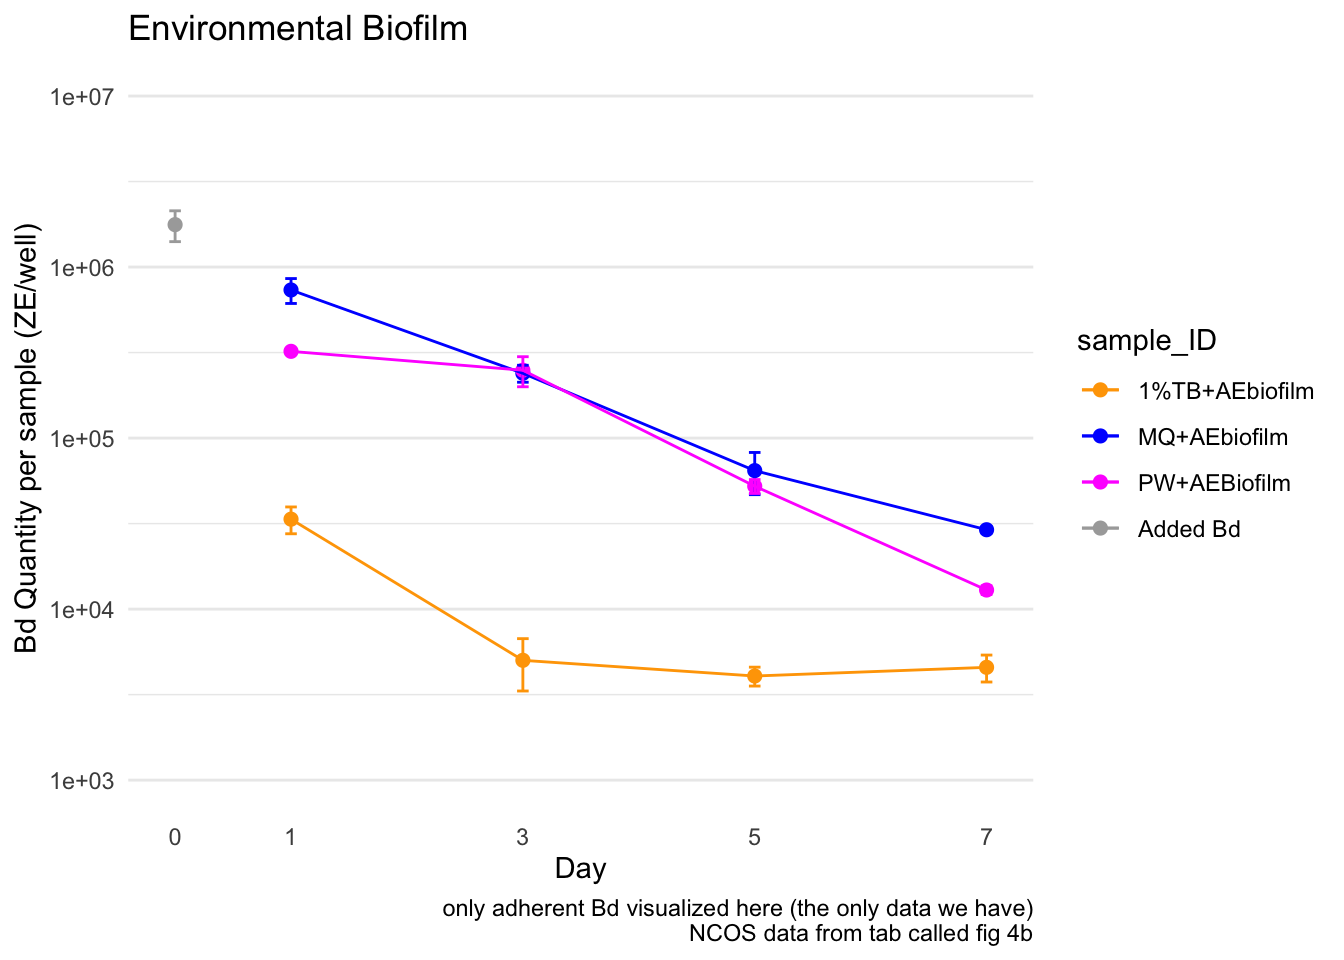 Environmental Biofilm
Bd Quantity per sample (ZE/well)
1e+07
1e+06
1e+05
1e+04
1e+03
0 1 3 5 7
Day
sample_ID
1%TB+AEbiofilm
MQ+AEbiofilm
PW+AEBiofilm
Added Bd
only adherent Bd visualized here (the only data we have)
NCOS data from tab called fig 4b